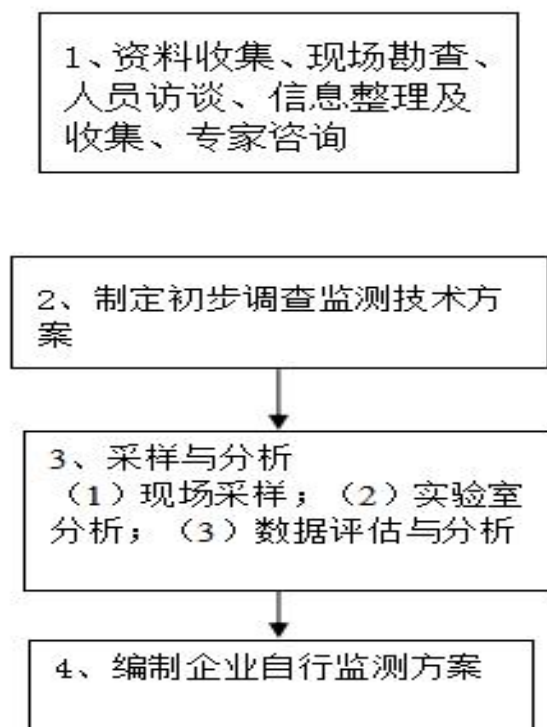 1、资料收集、现场勘查、
人员访谈、信息整理及
收集、专家咨询
2、制定初步调查监测技术方
案
3、采样与分析
（1）现场采样；（2）实验室
分析；（3）数据评估与分析
4、编制企业自行监测方案